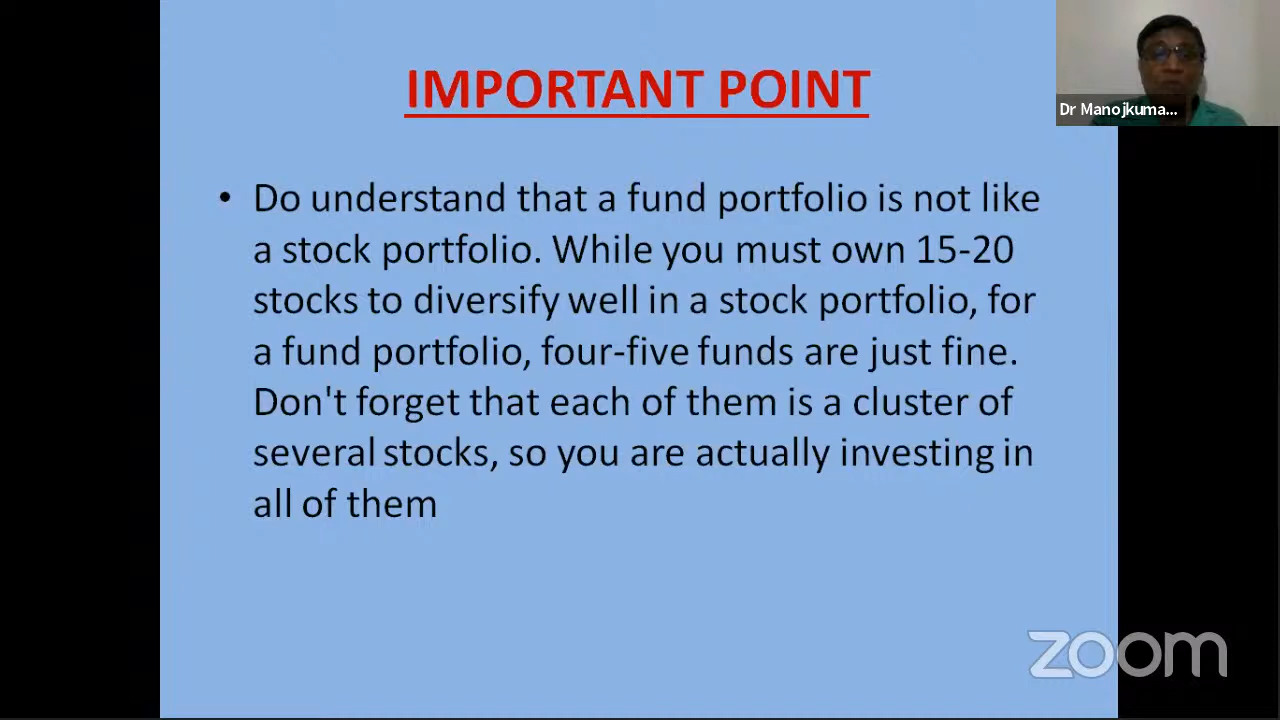 IMPORTANT POINT
Dr Manojkuma...
• Do understand that a fund portfolio is not like
a stock portfolio. While you must own 15-20
stocks to diversify well in a stock portfolio, for
a fund portfolio, four-five funds are just fine.
Don't forget that each of them is a cluster of
several stocks, so you are actually investing in
all of them
zoom